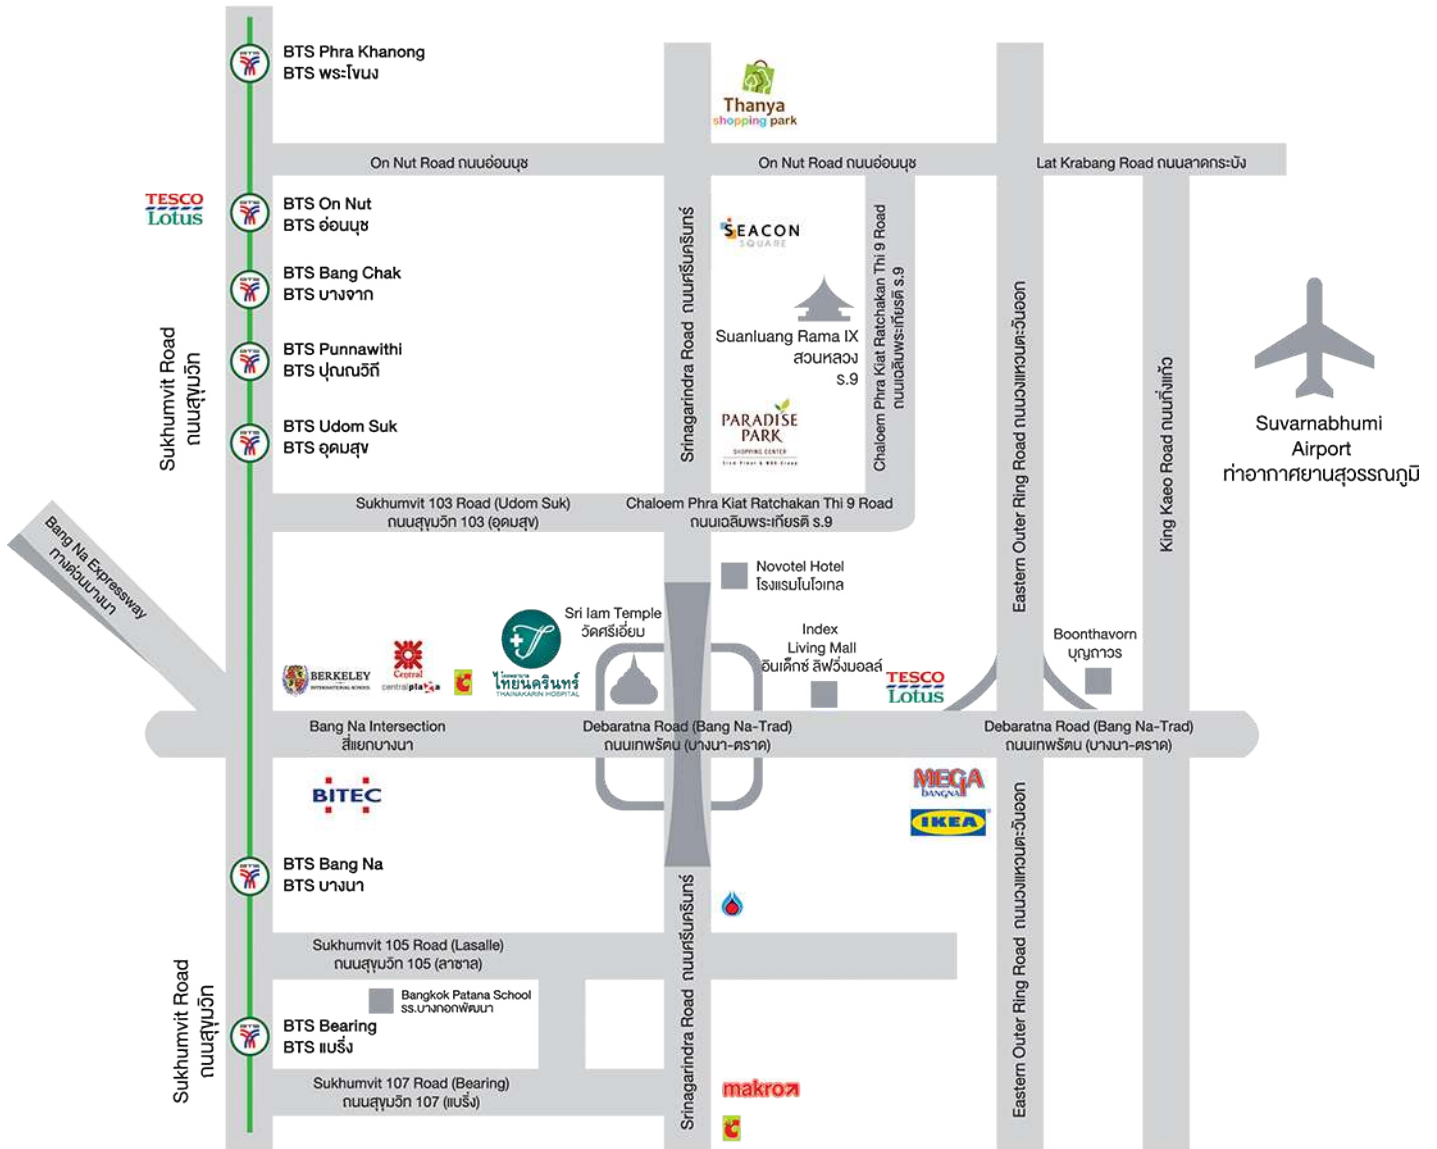 BTS Phra Khanong
BTS พระโขนง
Thanya
shopping park
On Nut Road ถนนอ่อนนุช
On Nut Road ถนนอ่อนนุช
Lat Krabang Road ถนนลาดกระบัง
TESCO
Lotus
BTS On Nut
BTS อ่อนนุช
SEACON
SQUARE
BTS Bang Chak
BTS บางจาก
Sukhumvit Road
ถนนสุขุมวิท
BTS Punnawithi
BTS ปุณณวิถี
Srinagarindra Road ถนนศรีนครินทร์
Suanluang Rama IX
สวนหลวง
ร.9
Chaloem Phra Kiat Ratchakan Thi 9 Road
ถนนเฉลิมพระเกียรติ ร.9
Eastern Outer Ring Road ถนนวงแหวนตะวันออก
King Kaeo Road ถนนกิ่งแก้ว
Suvarnabhumi
Airport
ท่าอากาศยานสุวรรณภูมิ
BTS Udom Suk
BTS อุดมสุข
PARADISE
PARK
SHOPPING CENTER
Sukhumvit 103 Road (Udom Suk)
ถนนสุขุมวิท 103 (อุดมสุข)
Chaloem Phra Kiat Ratchakan Thi 9 Road
ถนนเฉลิมพระเกียรติ ร.9
Bang Na Expressway
ทางด่วนบางนา
Novotel Hotel
โรงแรมโนโวเทล
Sri Iam Temple
วัดศรีเอี่ยม
Index
Living Mall
อินเด็กซ์ ลิฟวิ่งมอลล์
Boonthavorn
บุญถาวร
BERKELEY
INTERNATIONAL SCHOOL
Central
centralplaza
โรงพยาบาล
ไทยนครินทร์
THAINAKARIN HOSPITAL
TESCO
Lotus
Bang Na Intersection
สี่แยกบางนา
Debaratna Road (Bang Na-Trad)
ถนนเทพรัตน (บางนา-ตราด)
Debaratna Road (Bang Na-Trad)
ถนนเทพรัตน (บางนา-ตราด)
BITEC
MEGA
BANGNA
IKEA
BTS Bang Na
BTS บางนา
Eastern Outer Ring Road ถนนวงแหวนตะวันออก
Srinagarindra Road ถนนศรีนครินทร์
Sukhumvit 105 Road (Lasalle)
ถนนสุขุมวิท 105 (ลาซาล)
Sukhumvit Road
ถนนสุขุมวิท
Bangkok Patana School
รร.บางกอกพัฒนา
BTS Bearing
BTS แบริ่ง
Sukhumvit 107 Road (Bearing)
ถนนสุขุมวิท 107 (แบริ่ง)
makro